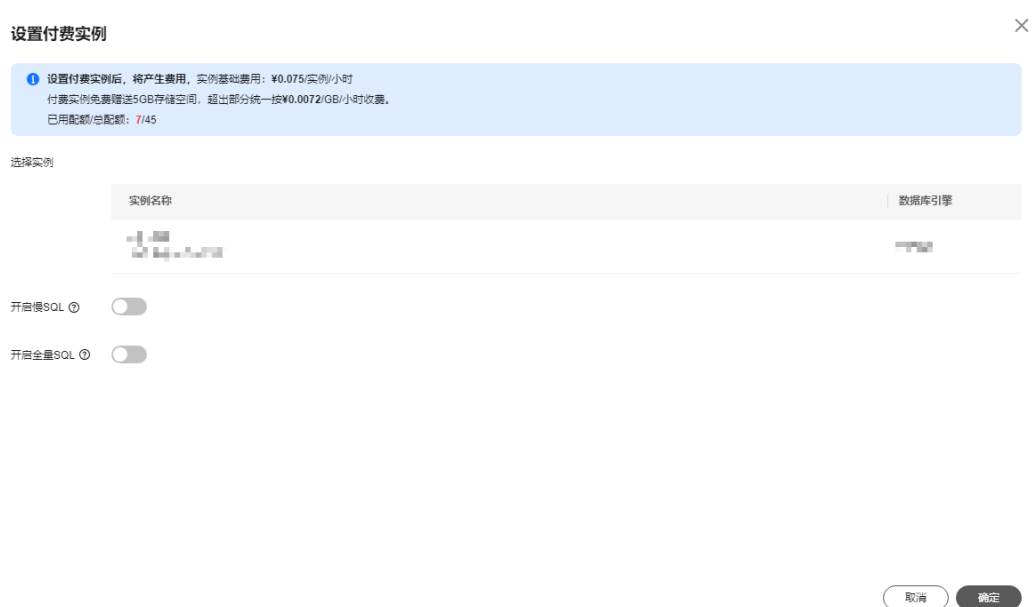 设置付费实例
设置付费实例后，将产生费用，实例基础费用：¥0.075/实例/小时
付费实例免费赠送5GB存储空间，超出部分统一按¥0.0072/GB/小时收费。
已用配额/总配额：7/45
选择实例
实例名称 数据库引擎
开启慢SQL
开启全量SQL
取消 确定